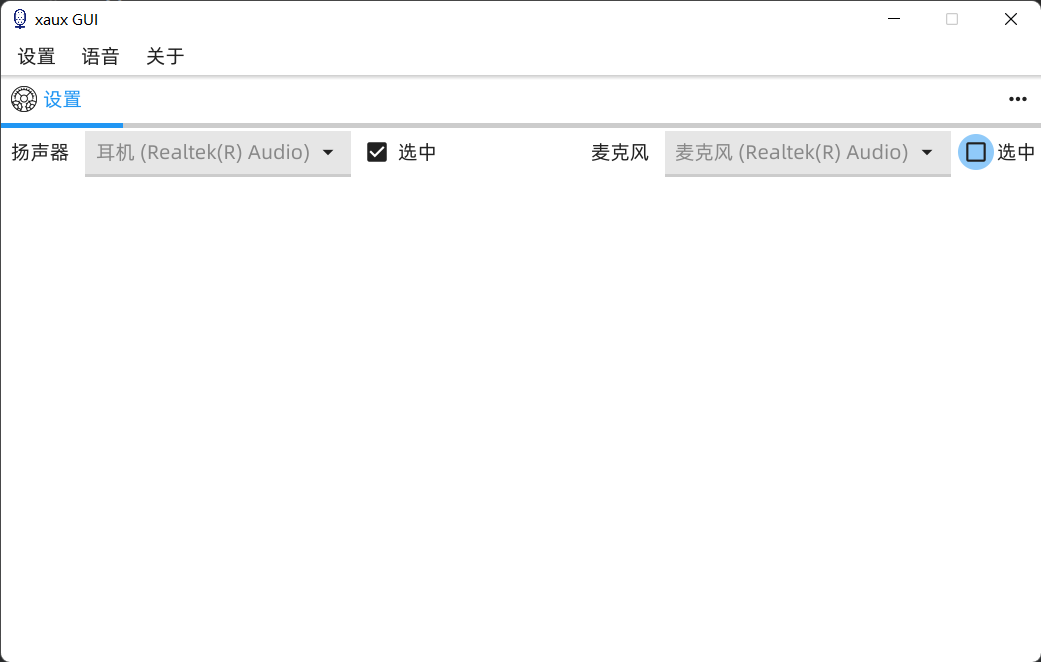 xaux GUI
设置 语音 关于
设置
扬声器 耳机 (Realtek(R) Audio) 选中 麦克风 麦克风 (Realtek(R) Audio) 选中